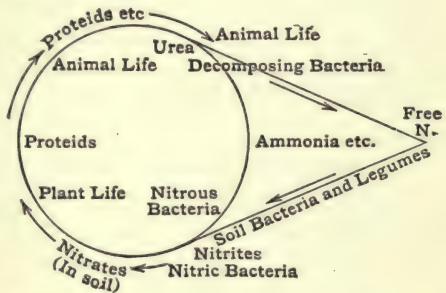 Proteids etc
Animal Life
Urea
Animal Life
Decomposing Bacteria
Free
N.
Proteids
Ammonia etc.
Plant Life
Nitrous
Bacteria
Soil Bacteria and Legumes
Nitrates
(In soil)
Nitrites
Nitric Bacteria